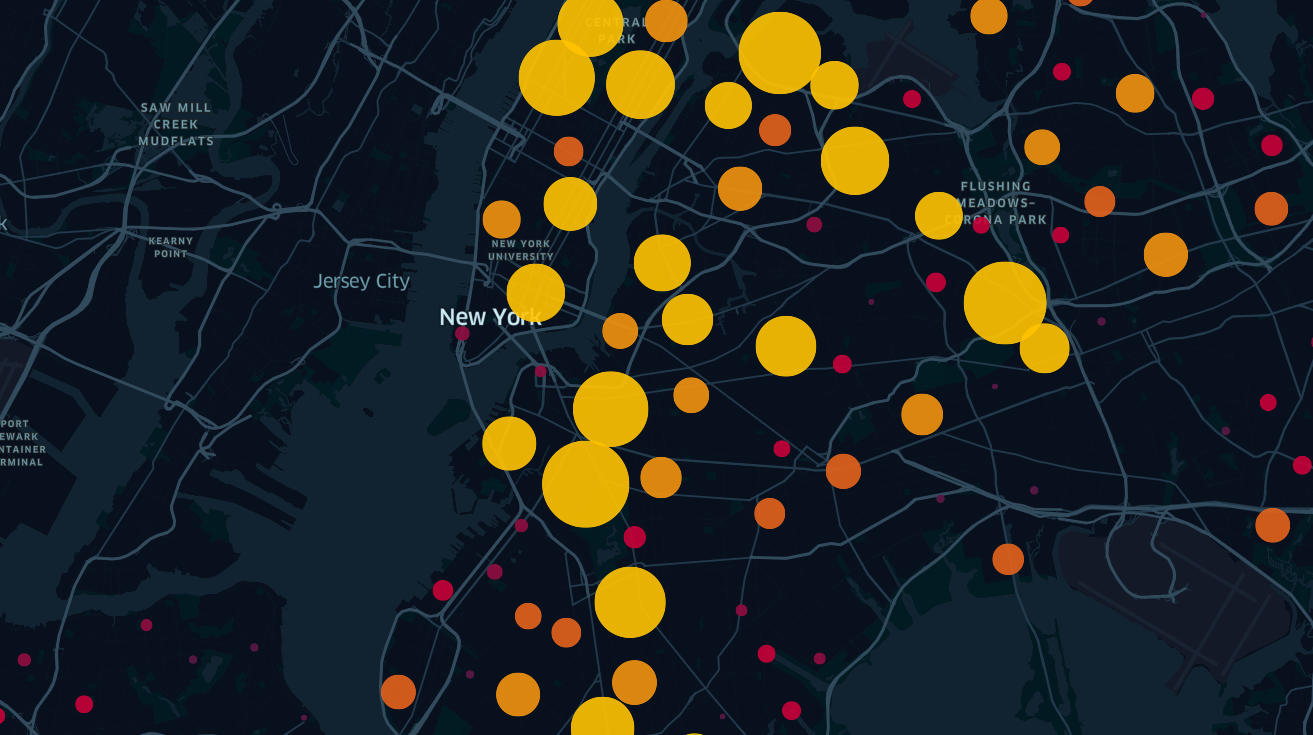 CENTRAL
PARK
SAW MILL
CREEK
MUDFLATS
FLUSHING
MEADOWS–
CORONA PARK
K
KEARNY
POINT
NEW YORK
UNIVERSITY
Jersey City
New York
PORT
EWARK
NTAINER
RMINAL